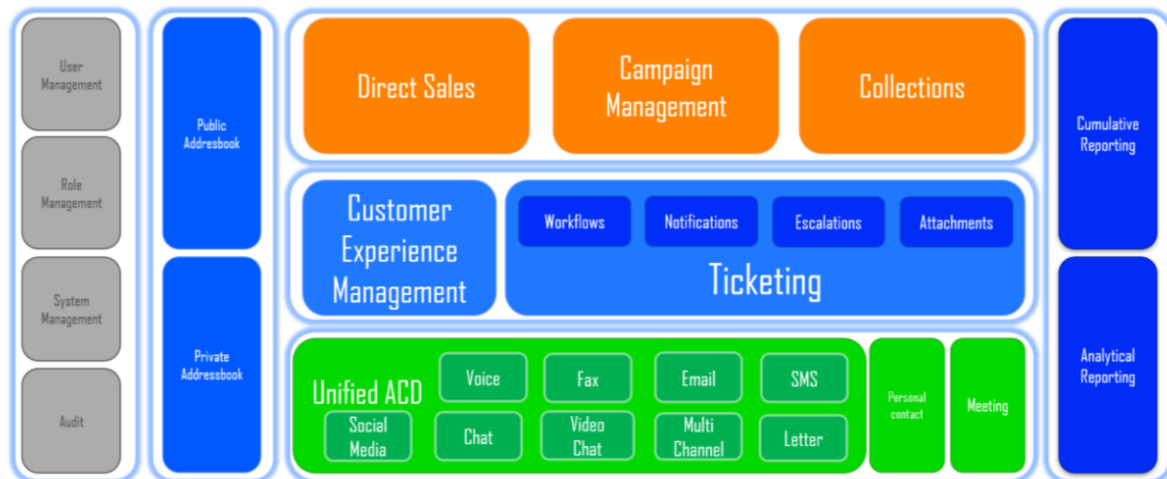 User
Management
Role
Management
System
Management
Audit
Public
Addresbook
Private
Addressbook
Direct Sales
Campaign
Management
Collections
Customer
Experience
Management
Workflows
Notifications
Escalations
Attachments
Ticketing
Unified ACD
Voice
Fax
Email
SMS
Social
Media
Chat
Video
Chat
Multi
Channel
Letter
Personal
contact
Meeting
Cumulative
Reporting
Analytical
Reporting